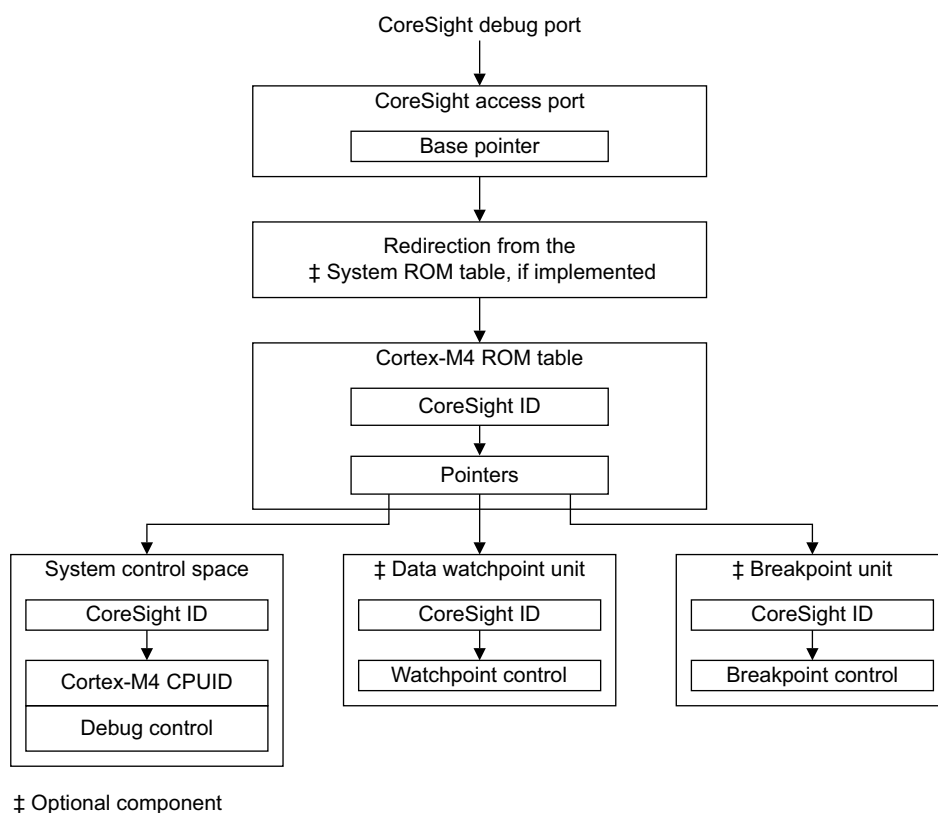 CoreSight debug port
CoreSight access port
Base pointer
Redirection from the
‡ System ROM table, if implemented
Cortex-M4 ROM table
CoreSight ID
Pointers
System control space
CoreSight ID
Cortex-M4 CPUID
Debug control
‡ Data watchpoint unit
CoreSight ID
Watchpoint control
‡ Breakpoint unit
CoreSight ID
Breakpoint control
‡ Optional component